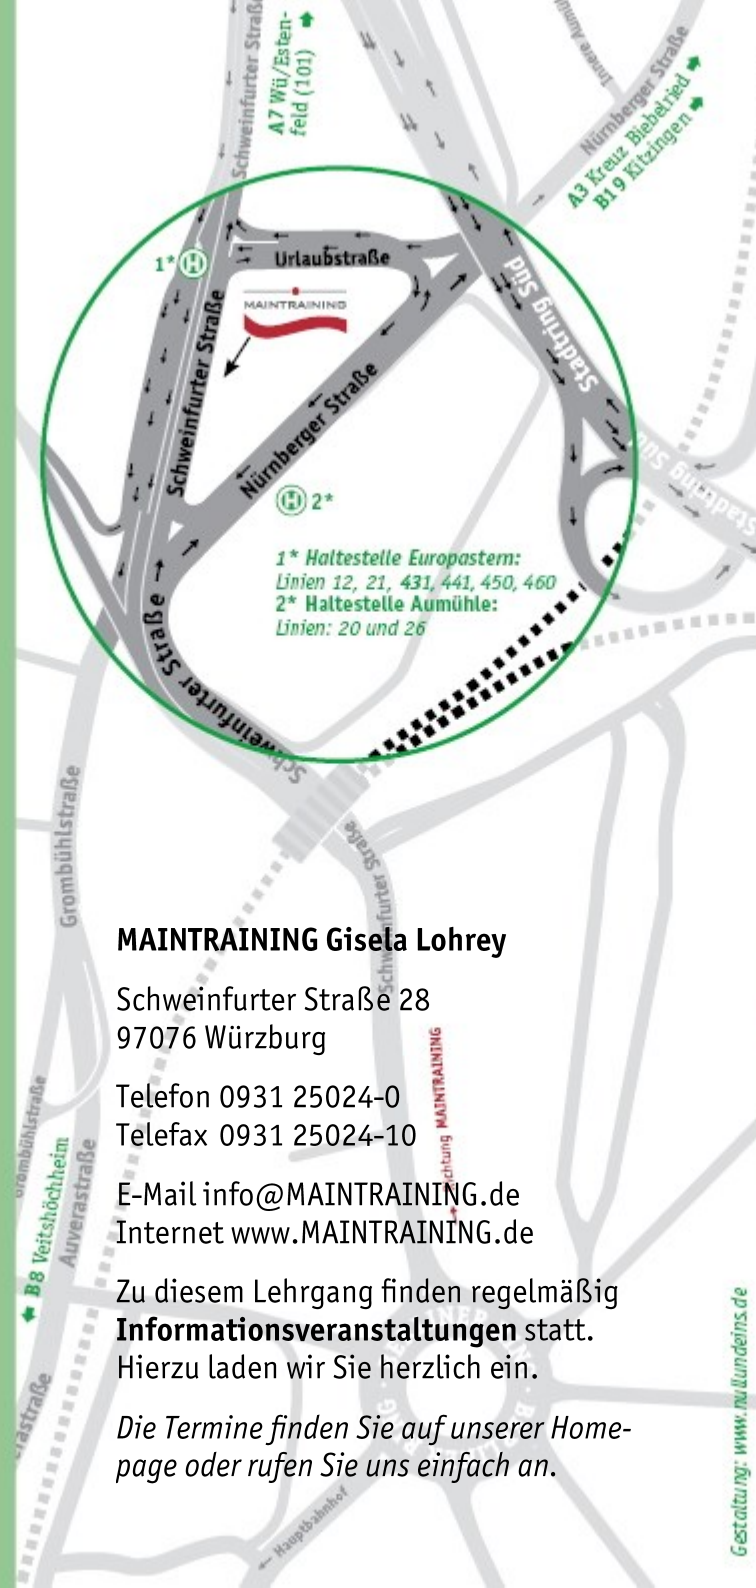 Schweinfurter Straße
A7 Wü/Esten-
feld (101)
Innere Aumü
Nürnberger Straße
A3 Kreuz Biebelried
B19 Kitzingen
1* H
Urlaubstraße
MAINTRAINING
Stadtring Süd
Schweinfurter Straße
Nürnberger Straße
Stadtring Süd
H 2*
1* Haltestelle Europastern:
Linien 12, 21, 431, 441, 450, 460
2* Haltestelle Aumühle:
Linien: 20 und 26
Schweinfurter Straße
Grombühlstraße
Schweinfurter Straße
MAINTRAINING Gisela Lohrey
Schweinfurter Straße 28
97076 Würzburg
Richtung MAINTRAINING
Telefon 0931 25024-0
Telefax 0931 25024-10
Grombühlstraße
B8 Veitshöchheim
Auverastraße
E-Mail info@MAINTRAINING.de
Internet www.MAINTRAINING.de
Zu diesem Lehrgang finden regelmäßig
Informationsveranstaltungen statt.
Hierzu laden wir Sie herzlich ein.
Die Termine finden Sie auf unserer Home-
page oder rufen Sie uns einfach an.
erastraße
Hauptbahnhof
Gestaltung: www.nullundeins.de